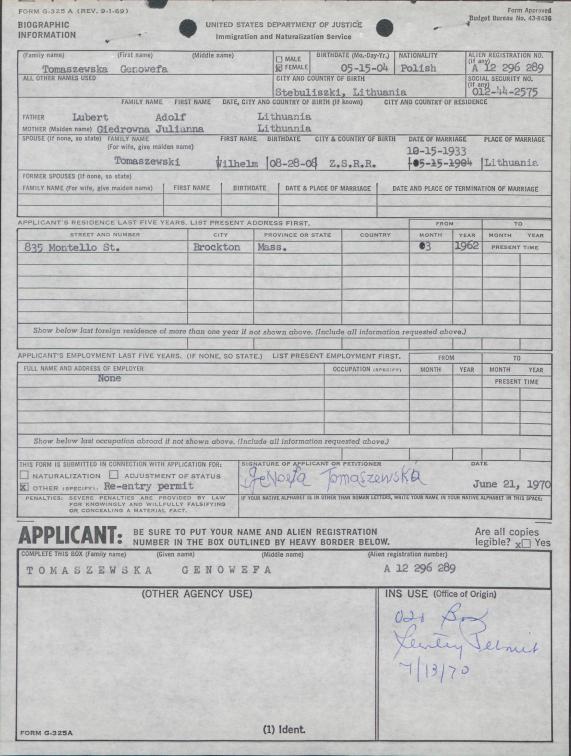 FORM G-325 A (REV. 9-1-69)
Form Approved
Budget Bureau No. 43-R436
BIOGRAPHIC
INFORMATION
UNITED STATES DEPARTMENT OF JUSTICE
Immigration and Naturalization Service
(Family name) (First name) (Middle name) MALE FEMALE BIRTHDATE (Mo.-Day-Yr.) NATIONALITY ALIEN REGISTRATION NO. (If any)
Tomaszewska Genowefa X 05-15-04 Polish A 12 296 289
ALL OTHER NAMES USED CITY AND COUNTRY OF BIRTH SOCIAL SECURITY NO. (If any)
Stebuliszki, Lithuania 012-44-2575
FAMILY NAME FIRST NAME DATE, CITY AND COUNTRY OF BIRTH (If known) CITY AND COUNTRY OF RESIDENCE
FATHER Lubert Adolf Lithuania
MOTHER (Maiden name) Giedrowna Julianna Lithunnia
SPOUSE (If none, so state) FAMILY NAME (For wife, give maiden name) FIRST NAME BIRTHDATE CITY & COUNTRY OF BIRTH DATE OF MARRIAGE PLACE OF MARRIAGE
10-15-1933
Tomaszewski Wilhelm 08-28-08 Z.S.R.R. 05-15-1904 Lithuania
FORMER SPOUSES (If none, so state)
FAMILY NAME (For wife, give maiden name) FIRST NAME BIRTHDATE DATE & PLACE OF MARRIAGE DATE AND PLACE OF TERMINATION OF MARRIAGE
APPLICANT'S RESIDENCE LAST FIVE YEARS. LIST PRESENT ADDRESS FIRST. FROM TO
STREET AND NUMBER CITY PROVINCE OR STATE COUNTRY MONTH YEAR MONTH YEAR
835 Montello St. Brockton Mass. 03 1962 PRESENT TIME
Show below last foreign residence of more than one year if not shown above. (Include all information requested above.)
APPLICANT'S EMPLOYMENT LAST FIVE YEARS. (IF NONE, SO STATE.) LIST PRESENT EMPLOYMENT FIRST. FROM TO
FULL NAME AND ADDRESS OF EMPLOYER OCCUPATION (SPECIFY) MONTH YEAR MONTH YEAR
None PRESENT TIME
Show below last occupation abroad if not shown above. (Include all information requested above.)
THIS FORM IS SUBMITTED IN CONNECTION WITH APPLICATION FOR: SIGNATURE OF APPLICANT OR PETITIONER DATE
NATURALIZATION ADJUSTMENT OF STATUS
X OTHER (SPECIFY): Re-entry permit Tomaszewska June 21, 1970
PENALTIES: SEVERE PENALTIES ARE PROVIDED BY LAW FOR KNOWINGLY AND WILLFULLY FALSIFYING OR CONCEALING A MATERIAL FACT.
IF YOUR NATIVE ALPHABET IS IN OTHER THAN ROMAN LETTERS, WRITE YOUR NAME IN YOUR NATIVE ALPHABET IN THIS SPACE:
APPLICANT: BE SURE TO PUT YOUR NAME AND ALIEN REGISTRATION
NUMBER IN THE BOX OUTLINED BY HEAVY BORDER BELOW.
Are all copies
legible? x Yes
COMPLETE THIS BOX (Family name) (Given name) (Middle name) (Alien registration number)
TOMASZEWSKA GENOWEFA A 12 296 289
(OTHER AGENCY USE) INS USE (Office of Origin)
7/13/70
(1) Ident.
FORM G-325A